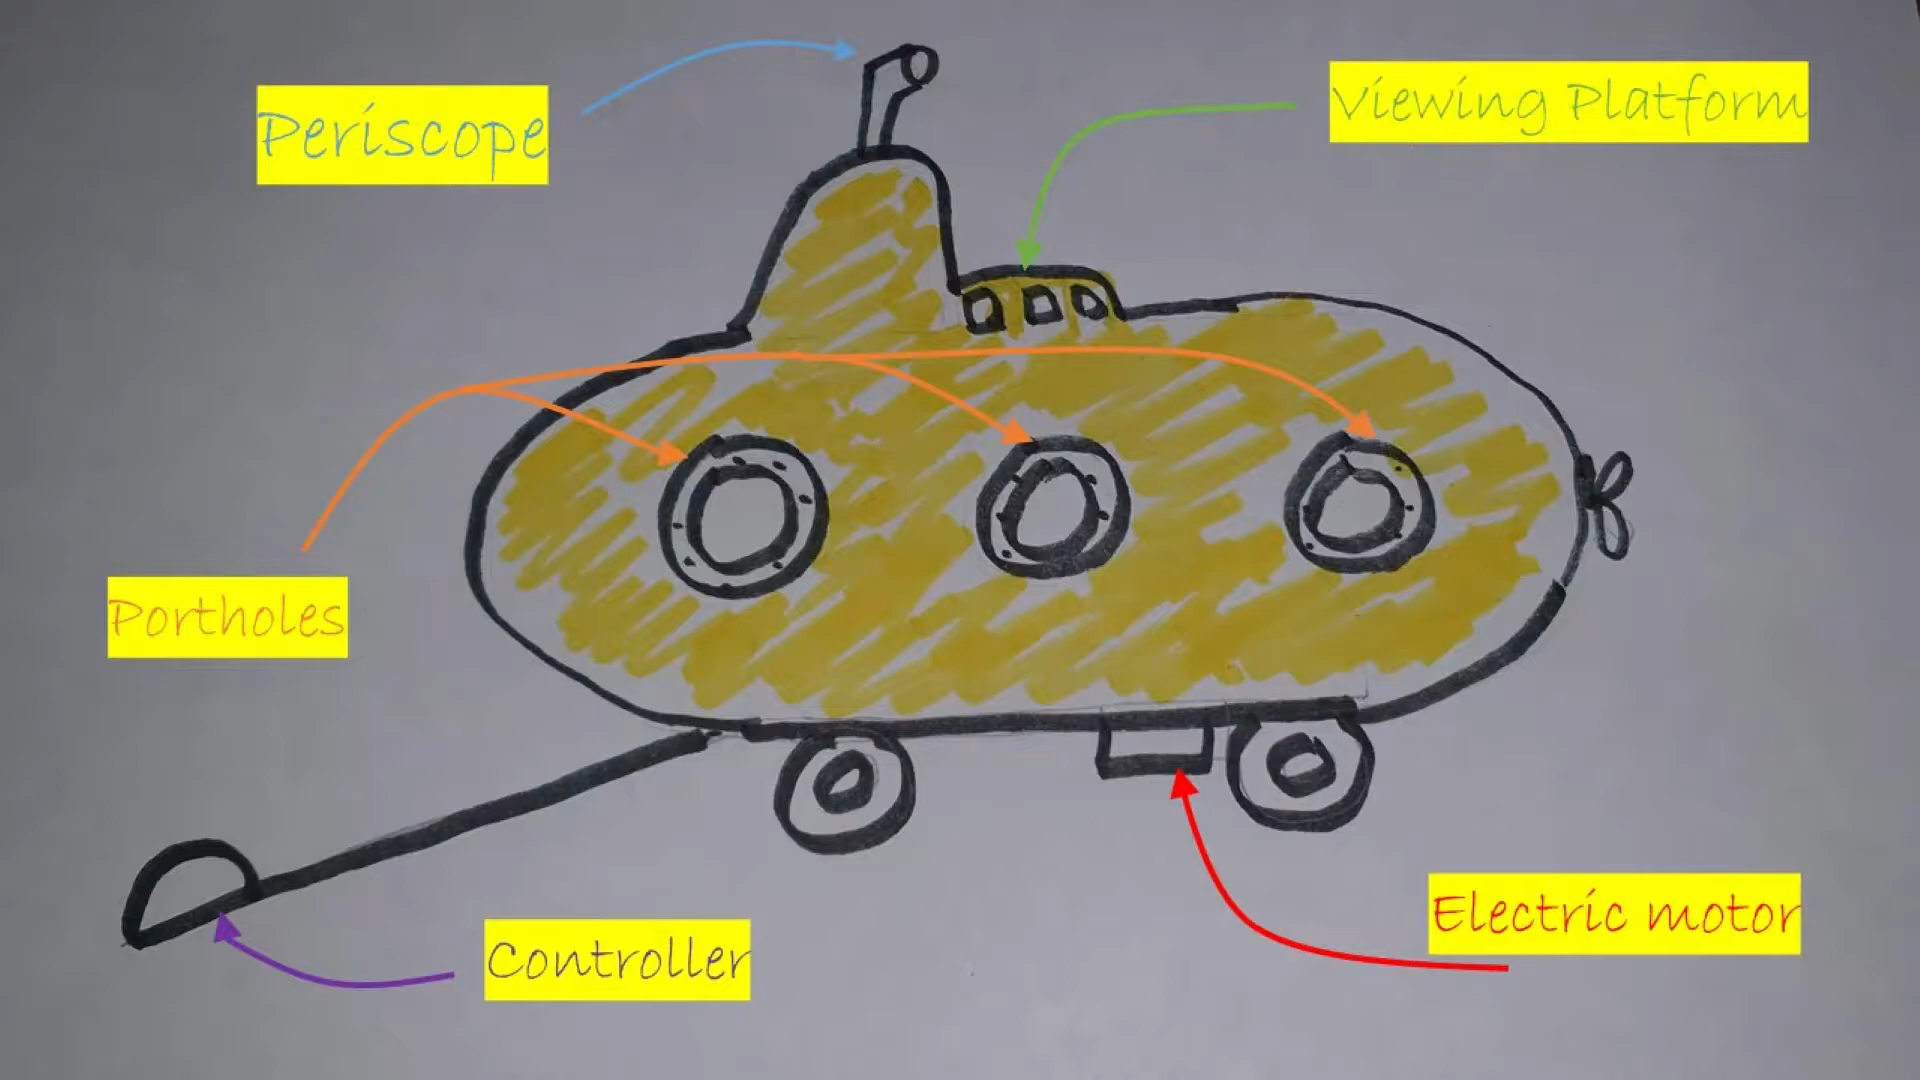 Periscope
Viewing Platform
Portholes
Controller
Electric motor